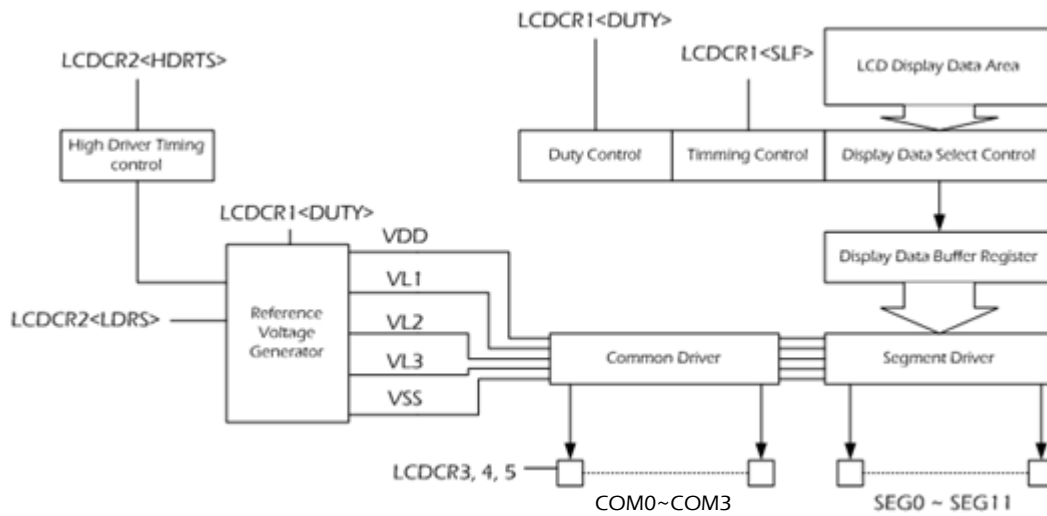 LCDCR1<DUTY>
LCDCR2<HDRTS>
LCDCR1<SLF>
LCD Display Data Area
High Driver Timing
control
Duty Control
Timming Control
Display Data Select Control
LCDCR1<DUTY>
VDD
Display Data Buffer Register
VL1
LCDCR2<LDRS>
Reference
Voltage
Generator
VL2
Common Driver
Segment Driver
VL3
VSS
LCDCR3, 4, 5
COM0~COM3
SEG0 ~ SEG11